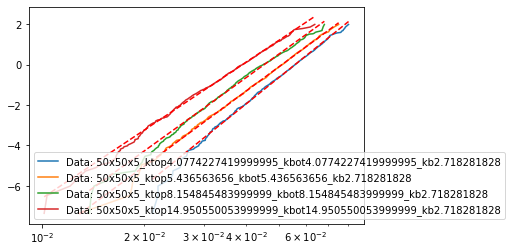 2
0
−2
−4
−6
Data: 50x50x5_ktop4.0774227419999995_kbot4.0774227419999995_kb2.718281828
Data: 50x50x5_ktop5.436563656_kbot5.436563656_kb2.718281828
Data: 50x50x5_ktop8.154845483999999_kbot8.154845483999999_kb2.718281828
Data: 50x50x5_ktop14.950550053999999_kbot14.950550053999999_kb2.718281828
10⁻² 2 × 10⁻² 3 × 10⁻² 4 × 10⁻² 6 × 10⁻²